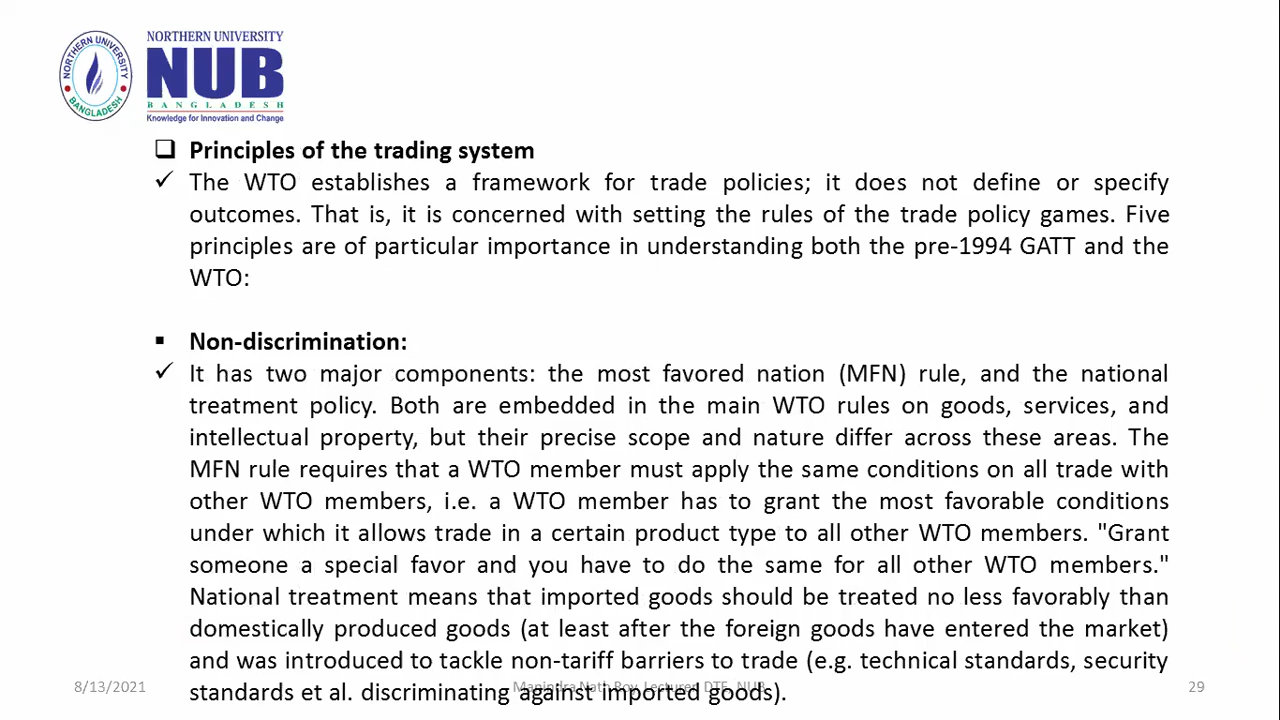 NORTHERN UNIVERSITY
BANGLADESH
NORTHERN UNIVERSITY
NUB
BANGLADESH
Knowledge for Innovation and Change
Principles of the trading system
The WTO establishes a framework for trade policies; it does not define or specify
outcomes. That is, it is concerned with setting the rules of the trade policy games. Five
principles are of particular importance in understanding both the pre-1994 GATT and the
WTO:
Non-discrimination:
It has two major components: the most favored nation (MFN) rule, and the national
treatment policy. Both are embedded in the main WTO rules on goods, services, and
intellectual property, but their precise scope and nature differ across these areas. The
MFN rule requires that a WTO member must apply the same conditions on all trade with
other WTO members, i.e. a WTO member has to grant the most favorable conditions
under which it allows trade in a certain product type to all other WTO members. "Grant
someone a special favor and you have to do the same for all other WTO members."
National treatment means that imported goods should be treated no less favorably than
domestically produced goods (at least after the foreign goods have entered the market)
and was introduced to tackle non-tariff barriers to trade (e.g. technical standards, security
standards et al. discriminating against imported goods).
8/13/2021
Manindra Nath Roy, Lecturer, DTE, NUB
29